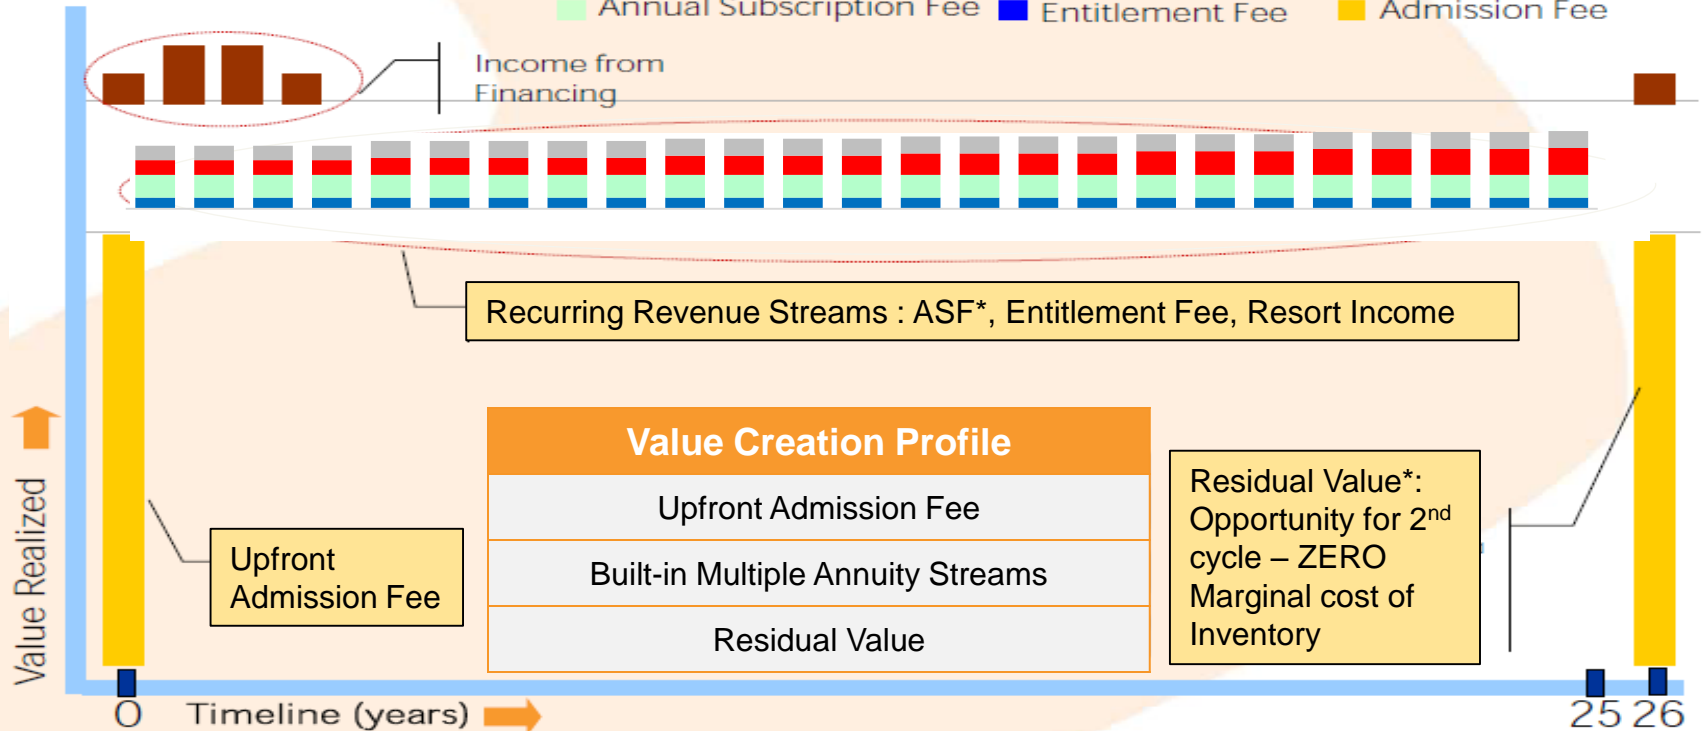 Annual Subscription Fee Entitlement Fee Admission Fee
Income from
Financing
Recurring Revenue Streams : ASF*, Entitlement Fee, Resort Income
Value Creation Profile
Upfront Admission Fee
Built-in Multiple Annuity Streams
Residual Value
Upfront
Admission Fee
Residual Value*:
Opportunity for 2nd
cycle – ZERO
Marginal cost of
Inventory
Value Realized
0 Timeline (years) 25 26